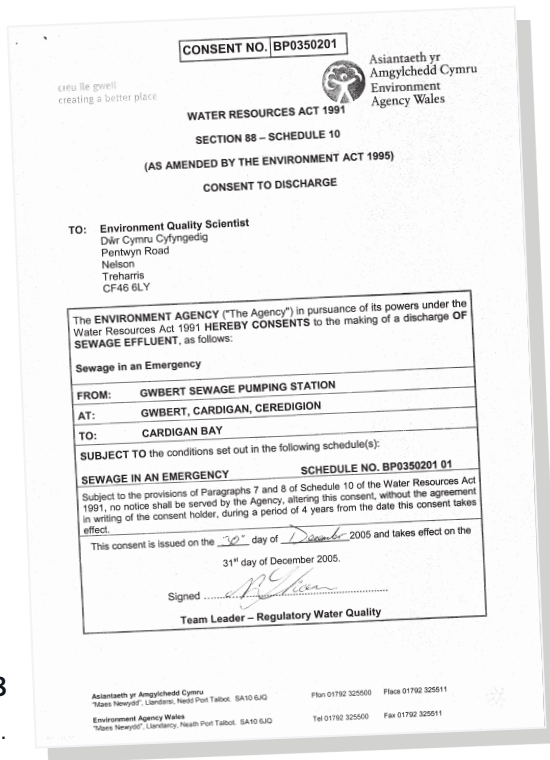 CONSENT NO. BP0350201
creu lle gwell
creating a better place
Asiantaeth yr
Amgylchedd Cymru
Environment
Agency Wales
WATER RESOURCES ACT 1991
SECTION 88 – SCHEDULE 10
(AS AMENDED BY THE ENVIRONMENT ACT 1995)
CONSENT TO DISCHARGE
TO: Environment Quality Scientist
Dŵr Cymru Cyfyngedig
Pentwyn Road
Nelson
Treharris
CF46 6LY
The ENVIRONMENT AGENCY ("The Agency") in pursuance of its powers under the
Water Resources Act 1991 HEREBY CONSENTS to the making of a discharge OF
SEWAGE EFFLUENT, as follows:
Sewage in an Emergency
FROM: GWBERT SEWAGE PUMPING STATION
AT: GWBERT, CARDIGAN, CEREDIGION
TO: CARDIGAN BAY
SUBJECT TO the conditions set out in the following schedule(s):
SEWAGE IN AN EMERGENCY SCHEDULE NO. BP0350201 01
Subject to the provisions of Paragraphs 7 and 8 of Schedule 10 of the Water Resources Act
1991, no notice shall be served by the Agency, altering this consent, without the agreement
in writing of the consent holder, during a period of 4 years from the date this consent takes
effect.
This consent is issued on the 30th day of December 2005 and takes effect on the
31st day of December 2005.
Signed
Team Leader – Regulatory Water Quality
Asiantaeth yr Amgylchedd Cymru
"Maes Newydd", Llandarsi, Nedd Port Talbot. SA10 6JQ Ffon 01792 325500 Ffacs 01792 325511
Environment Agency Wales
"Maes Newydd", Llandarcy, Neath Port Talbot. SA10 6JQ Tel 01792 325500 Fax 01792 325511